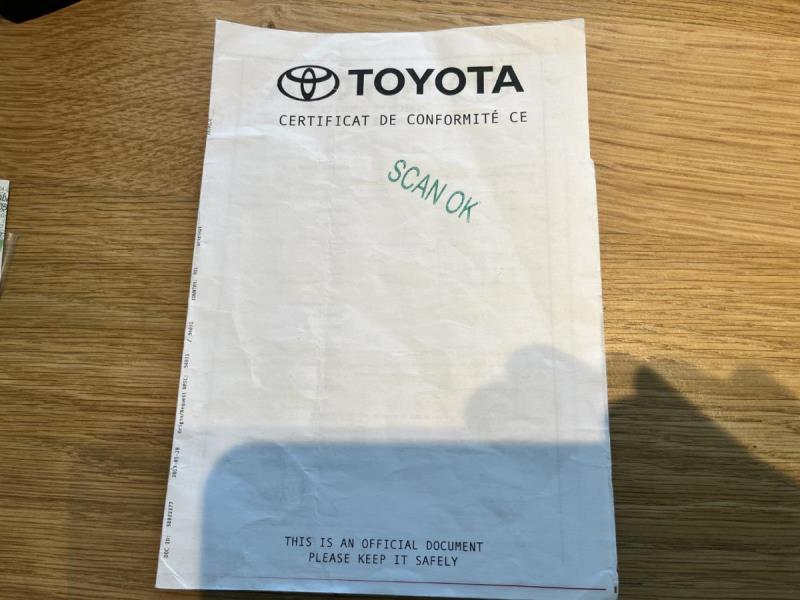 TOYOTA
CERTIFICAT DE CONFORMITÉ CE
SCAN OK
THIS IS AN OFFICIAL DOCUMENT
PLEASE KEEP IT SAFELY